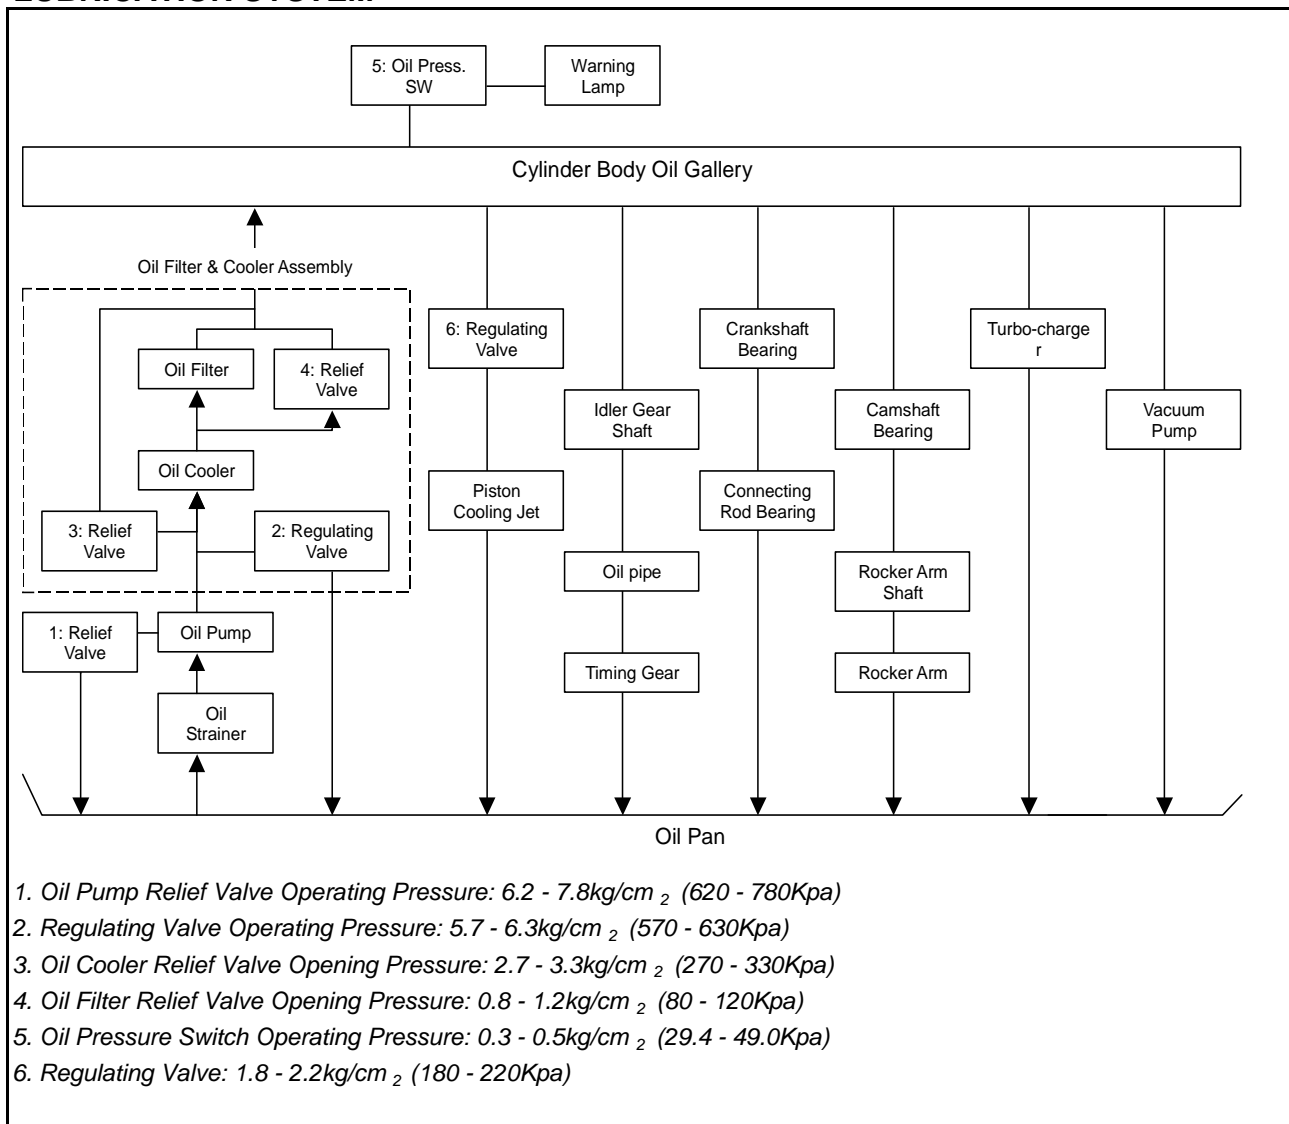 LUBRICATION SYSTEM
5: Oil Press.
SW
Warning
Lamp
Cylinder Body Oil Gallery
Oil Filter & Cooler Assembly
6: Regulating
Valve
Crankshaft
Bearing
Turbo-charge
r
Oil Filter
4: Relief
Valve
Idler Gear
Shaft
Camshaft
Bearing
Vacuum
Pump
Oil Cooler
Piston
Cooling Jet
Connecting
Rod Bearing
3: Relief
Valve
2: Regulating
Valve
Oil pipe
Rocker Arm
Shaft
1: Relief
Valve
Oil Pump
Timing Gear
Rocker Arm
Oil
Strainer
Oil Pan
1. Oil Pump Relief Valve Operating Pressure: 6.2 - 7.8kg/cm 2 (620 - 780Kpa)
2. Regulating Valve Operating Pressure: 5.7 - 6.3kg/cm 2 (570 - 630Kpa)
3. Oil Cooler Relief Valve Opening Pressure: 2.7 - 3.3kg/cm 2 (270 - 330Kpa)
4. Oil Filter Relief Valve Opening Pressure: 0.8 - 1.2kg/cm 2 (80 - 120Kpa)
5. Oil Pressure Switch Operating Pressure: 0.3 - 0.5kg/cm 2 (29.4 - 49.0Kpa)
6. Regulating Valve: 1.8 - 2.2kg/cm 2 (180 - 220Kpa)